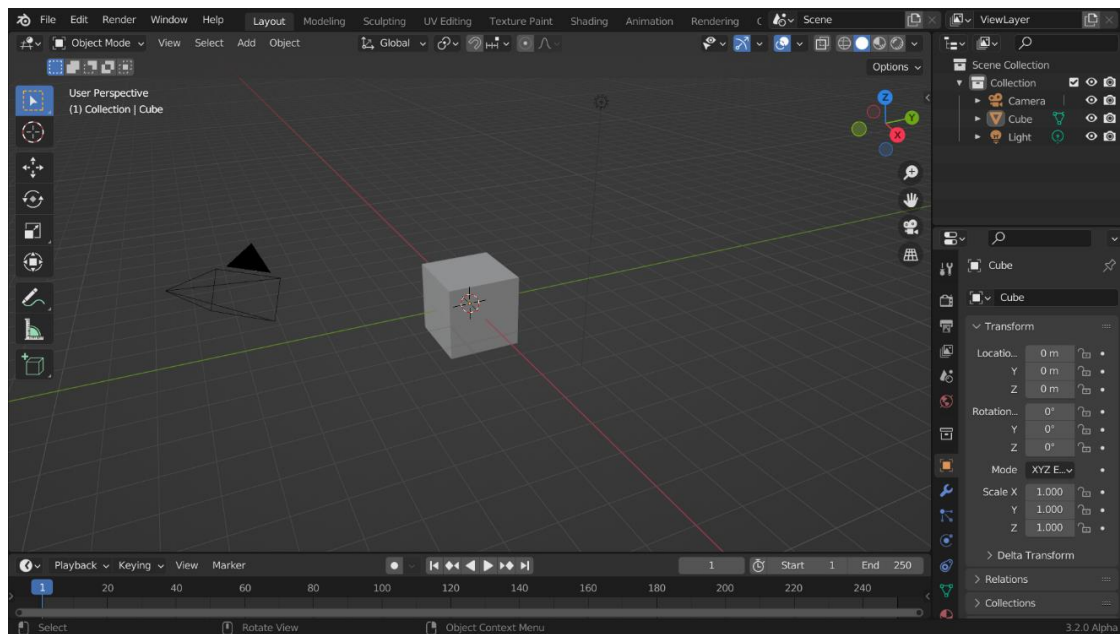 File Edit Render Window Help Layout Modeling Sculpting UV Editing Texture Paint Shading Animation Rendering C Scene ViewLayer
Object Mode View Select Add Object Global
Options
User Perspective
(1) Collection | Cube
Z
Y
X
Scene Collection
Collection
Camera
Cube
Light
Cube
Cube
Transform
Locatio... 0 m
Y 0 m
Z 0 m
Rotation... 0°
Y 0°
Z 0°
Mode XYZ E...
Scale X 1.000
Y 1.000
Z 1.000
Delta Transform
Relations
Collections
Playback Keying View Marker 1 Start 1 End 250
1 20 40 60 80 100 120 140 160 180 200 220 240
Select Rotate View Object Context Menu 3.2.0 Alpha